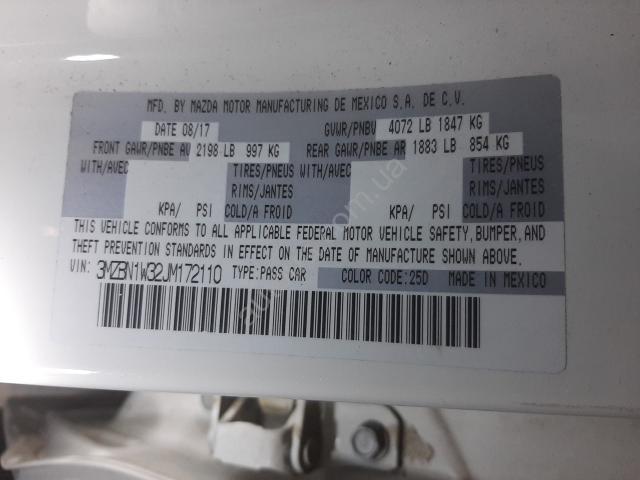 MFD. BY MAZDA MOTOR MANUFACTURING DE MEXICO S.A. DE C.V.
DATE 08/17 GVWR/PNBV 4072 LB 1847 KG
FRONT GAWR/PNBE AV 2198 LB 997 KG REAR GAWR/PNBE AR 1883 LB 854 KG
WITH/AVEC TIRES/PNEUS WITH/AVEC TIRES/PNEUS
RIMS/JANTES RIMS/JANTES
KPA/ PSI COLD/A FROID KPA/ PSI COLD/A FROID
THIS VEHICLE CONFORMS TO ALL APPLICABLE FEDERAL MOTOR VEHICLE SAFETY, BUMPER, AND
THEFT PREVENTION STANDARDS IN EFFECT ON THE DATE OF MANUFACTURE SHOWN ABOVE.
VIN: 3MZBN1W32JM172110 TYPE:PASS CAR COLOR CODE:25D MADE IN MEXICO